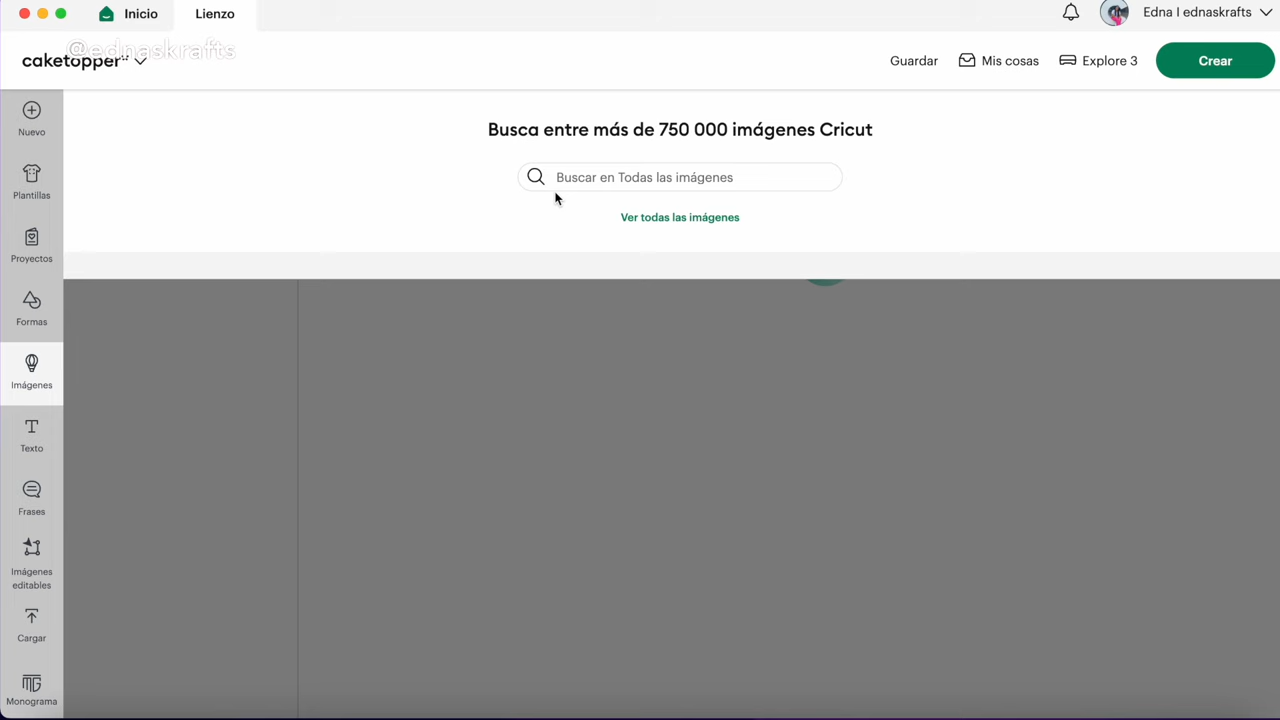 Inicio
Lienzo
Edna I ednaskrafts
@ednaskrafts
caketopper
Guardar
Mis cosas
Explore 3
Crear
Nuevo
Plantillas
Proyectos
Formas
Imágenes
Texto
Frases
Imágenes
editables
Cargar
Monograma
Busca entre más de 750 000 imágenes Cricut
Buscar en Todas las imágenes
Ver todas las imágenes